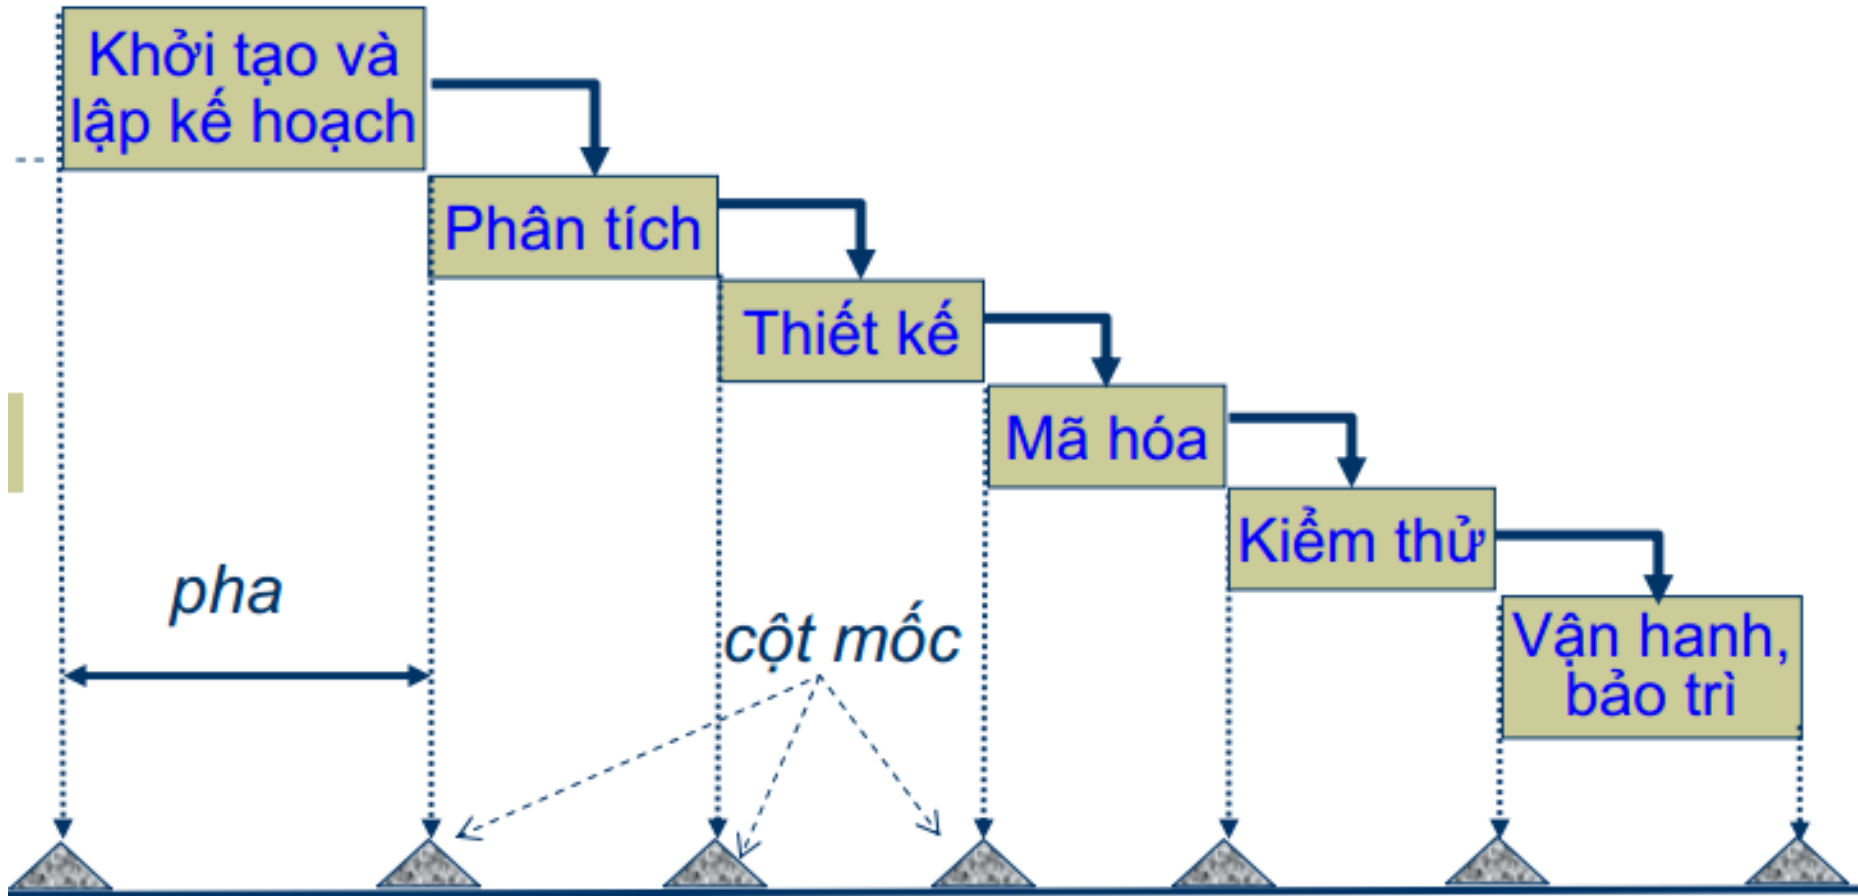 Khởi tạo và
lập kế hoạch
Phân tích
Thiết kế
Mã hóa
Kiểm thử
Vận hanh,
bảo trì
pha
cột mốc